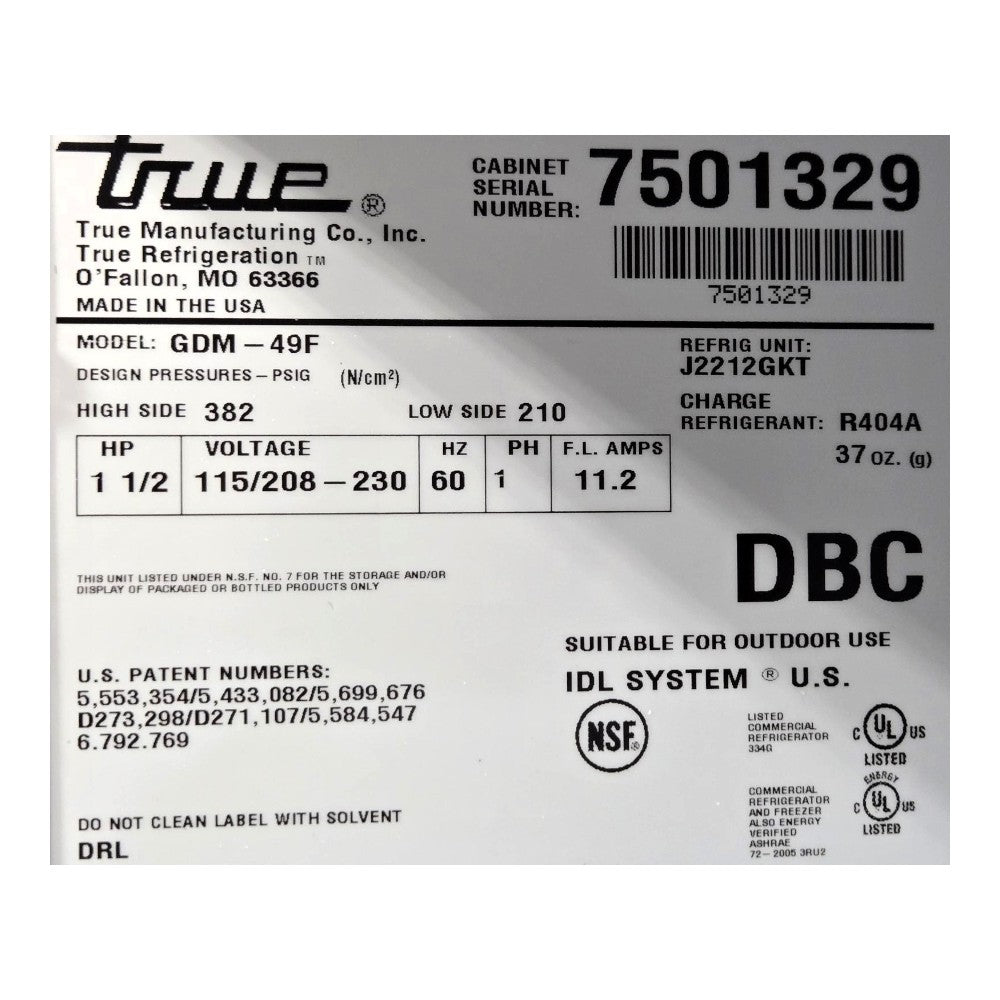 true ®
True Manufacturing Co., Inc.
True Refrigeration TM
O'Fallon, MO 63366
MADE IN THE USA
CABINET
SERIAL
NUMBER: 7501329
7501329
MODEL: GDM – 49F
DESIGN PRESSURES – PSIG (N/cm²)
HIGH SIDE 382 LOW SIDE 210
REFRIG UNIT:
J2212GKT
CHARGE
REFRIGERANT: R404A
37 OZ. (g)
HP VOLTAGE HZ PH F.L. AMPS
1 1/2 115/208 – 230 60 1 11.2
DBC
THIS UNIT LISTED UNDER N.S.F. NO. 7 FOR THE STORAGE AND/OR
DISPLAY OF PACKAGED OR BOTTLED PRODUCTS ONLY
SUITABLE FOR OUTDOOR USE
IDL SYSTEM ® U.S.
U.S. PATENT NUMBERS:
5,553,354/5,433,082/5,699,676
D273,298/D271,107/5,584,547
6.792.769
NSF®
LISTED
COMMERCIAL
REFRIGERATOR
334G
C UL US
LISTED
COMMERCIAL
REFRIGERATOR
AND FREEZER
ALSO ENERGY
VERIFIED
ASHRAE
72 – 2005 3RU2
ENERGY
C UL US
LISTED
DO NOT CLEAN LABEL WITH SOLVENT
DRL